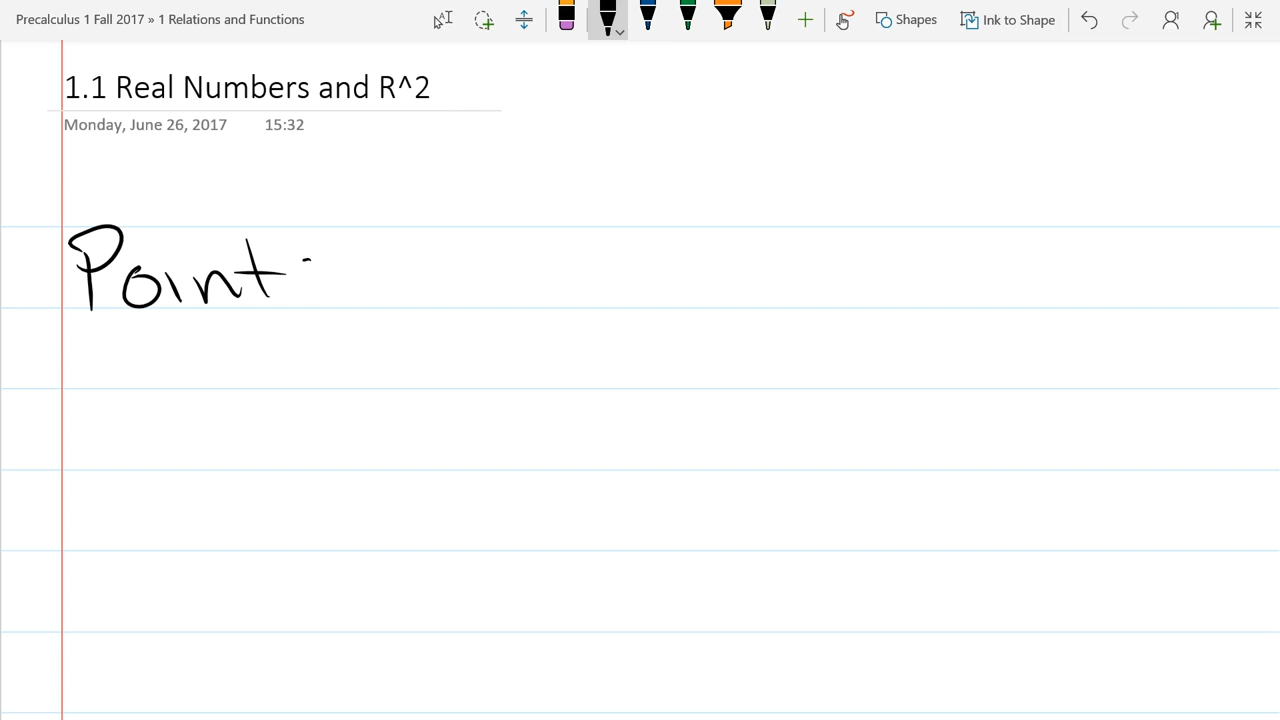 Precalculus 1 Fall 2017 » 1 Relations and Functions
Shapes
Ink to Shape
1.1 Real Numbers and R^2
Monday, June 26, 2017 15:32
Point